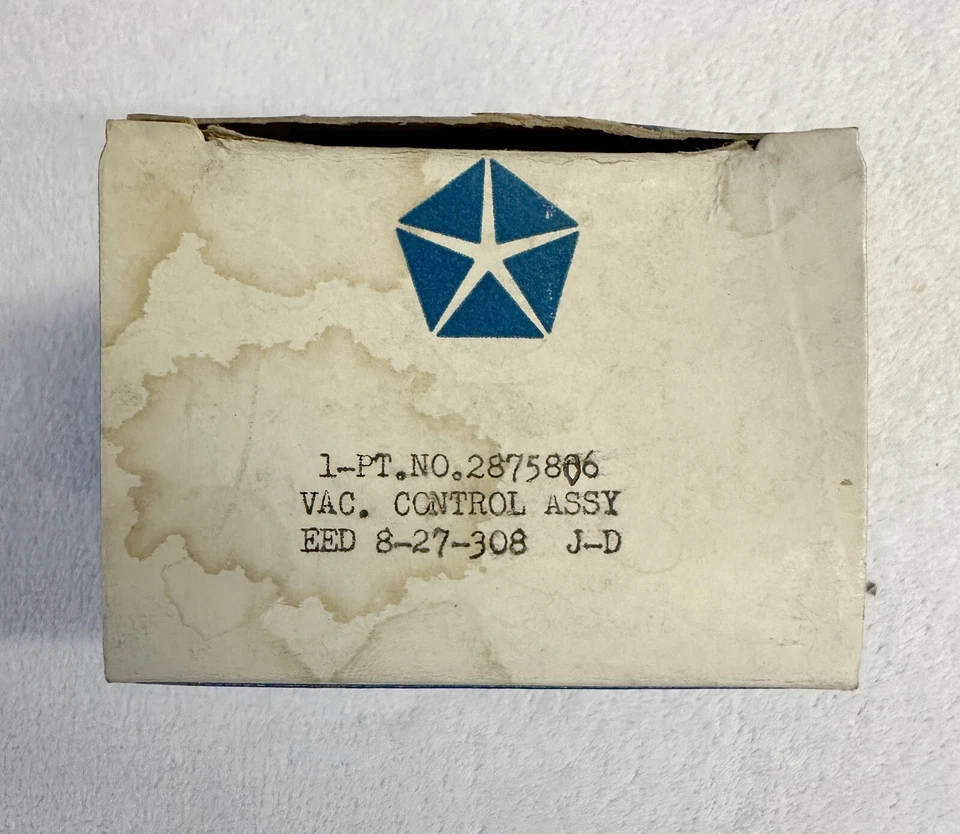 1-PT.NO.2875806
VAC. CONTROL ASSY
EED 8-27-308 J-D